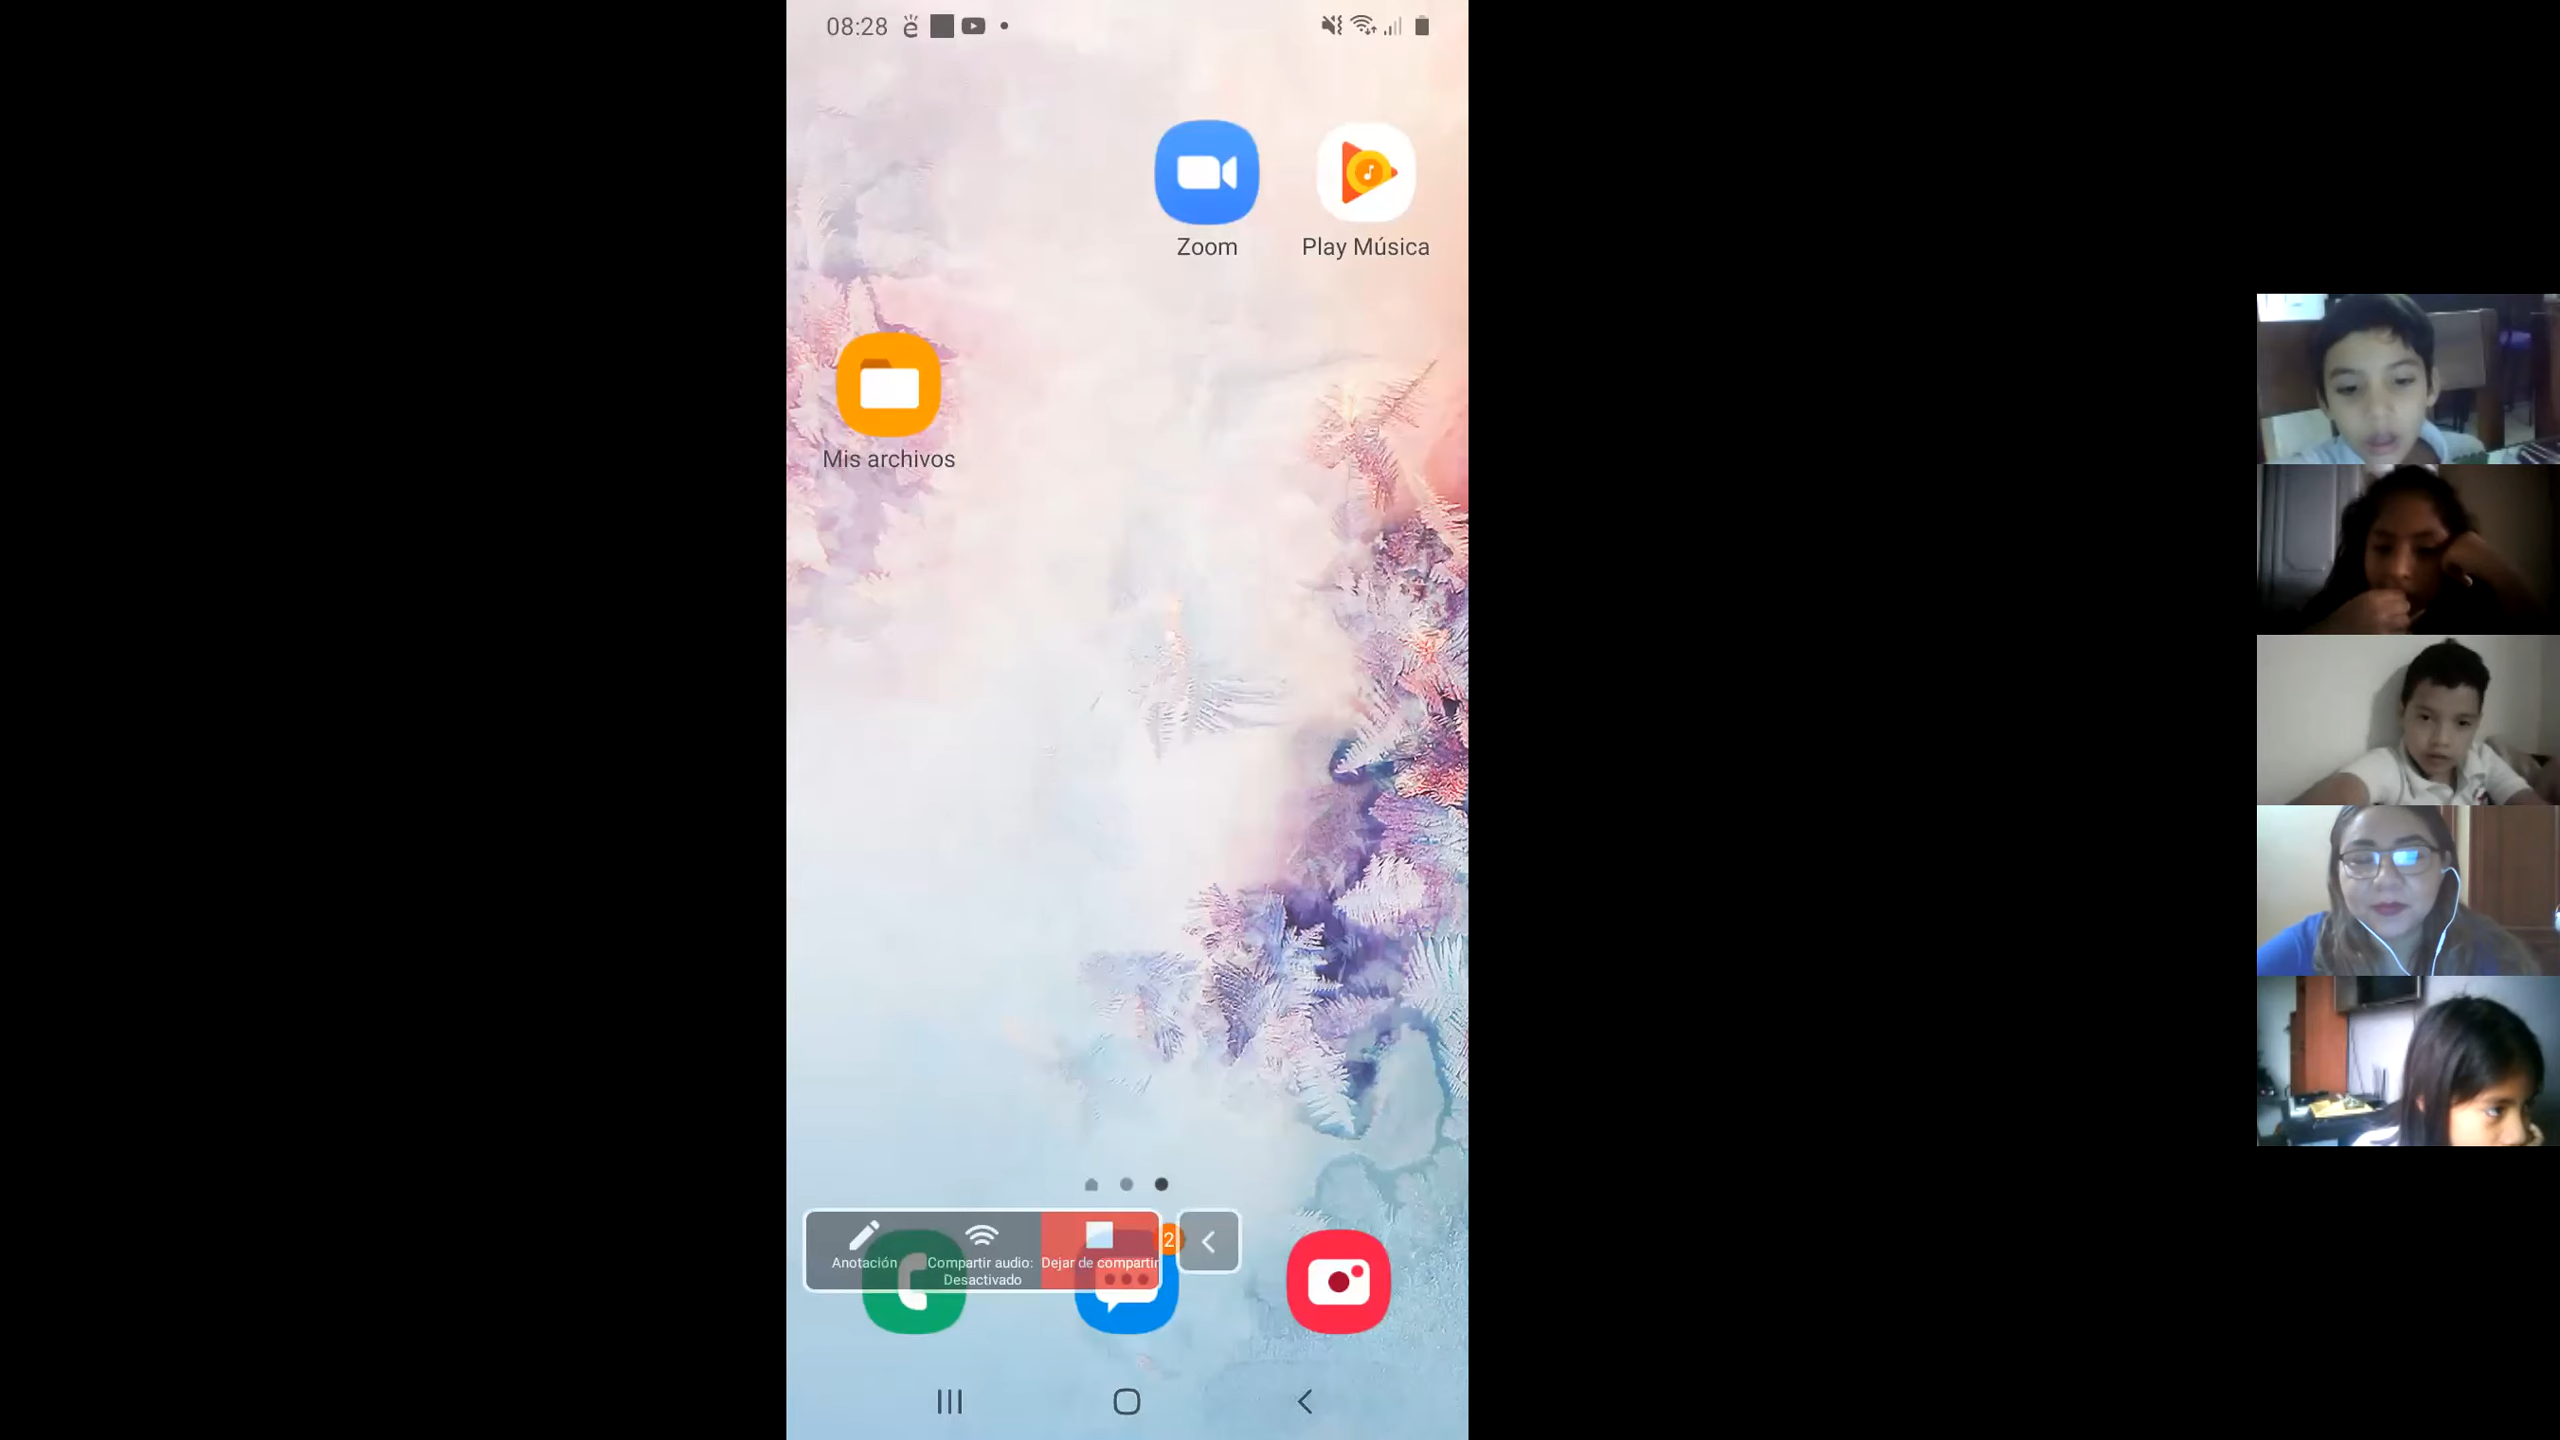 08:28
Zoom
Play Música
Mis archivos
2
Anotación
Compartir audio:
Desactivado
Dejar de compartir